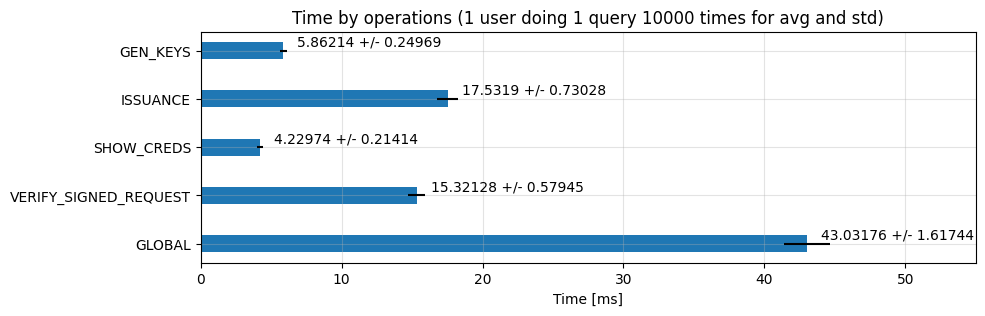 Time by operations (1 user doing 1 query 10000 times for avg and std)
GEN_KEYS
5.86214 +/- 0.24969
ISSUANCE
17.5319 +/- 0.73028
SHOW_CREDS
4.22974 +/- 0.21414
VERIFY_SIGNED_REQUEST
15.32128 +/- 0.57945
GLOBAL
43.03176 +/- 1.61744
0 10 20 30 40 50
Time [ms]